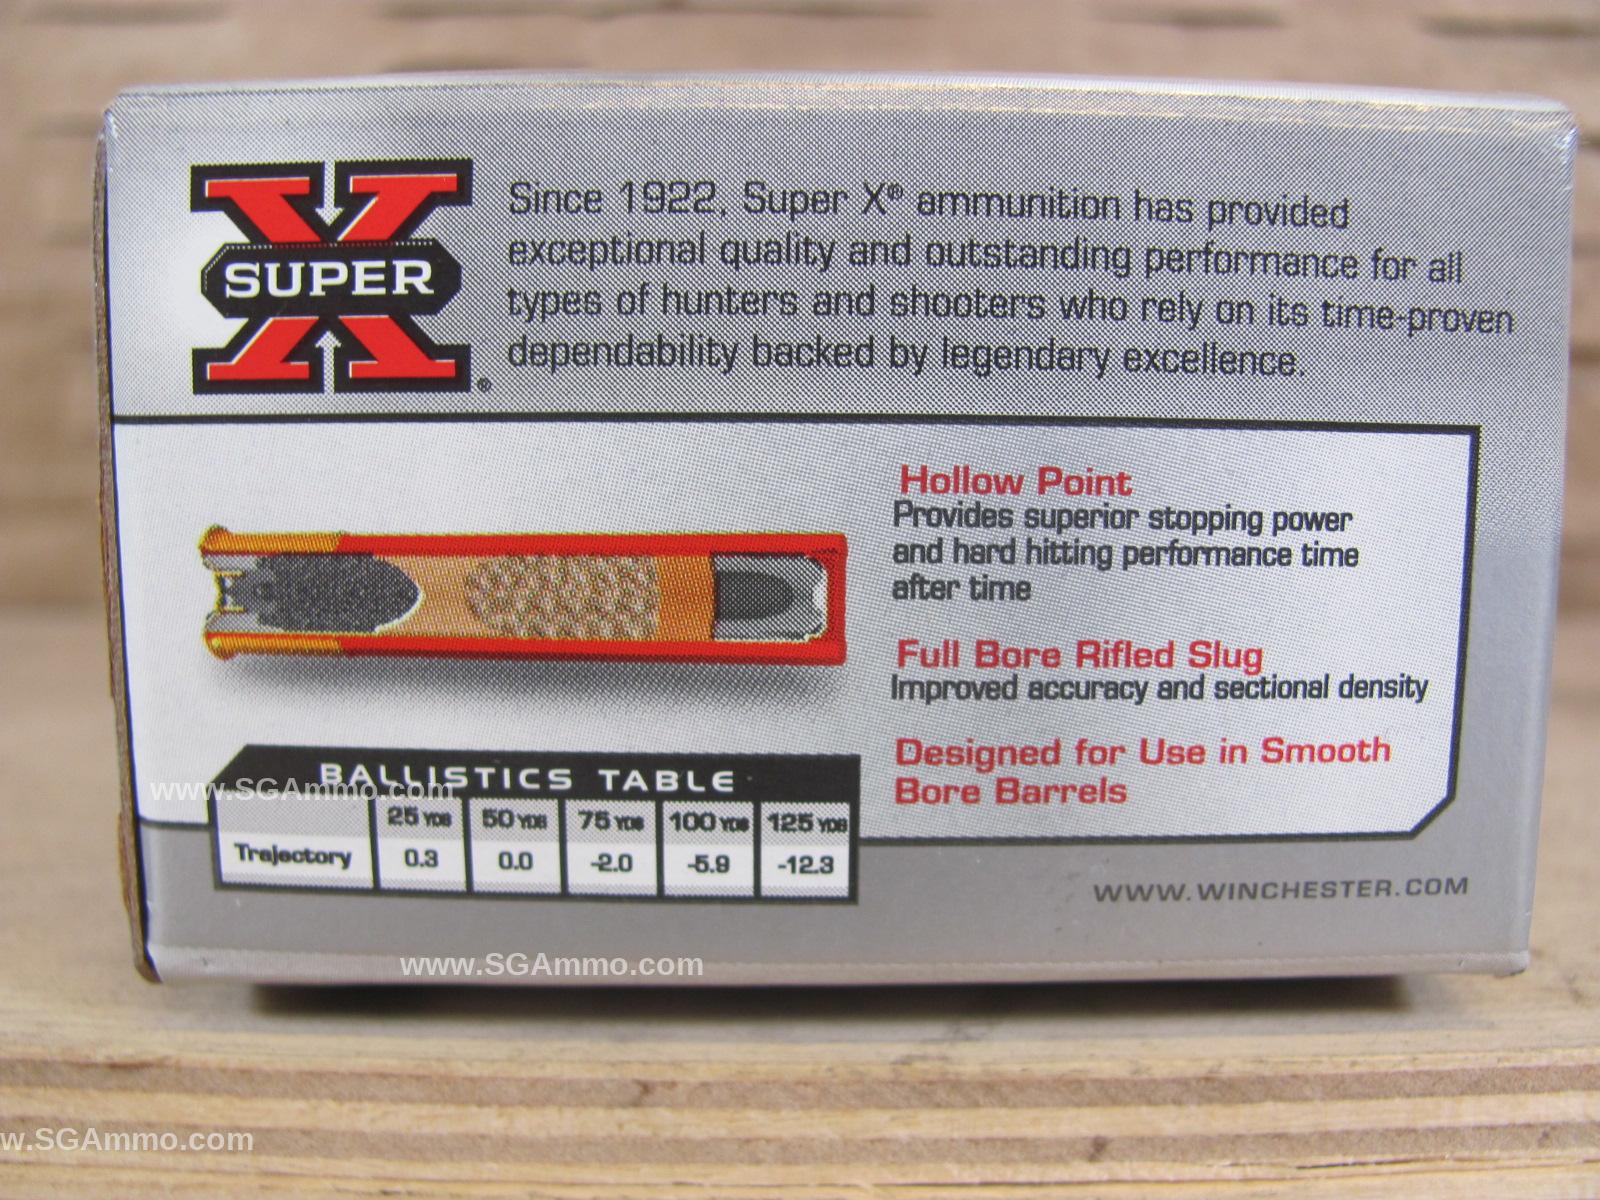 SUPER X ®
Since 1922, Super X® ammunition has provided
exceptional quality and outstanding performance for all
types of hunters and shooters who rely on its time-proven
dependability backed by legendary excellence.
Hollow Point
Provides superior stopping power
and hard hitting performance time
after time
Full Bore Rifled Slug
Improved accuracy and sectional density
Designed for Use in Smooth
Bore Barrels
BALLISTICS TABLE
25 YDS 50 YDS 75 YDS 100 YDS 125 YDS
Trajectory 0.3 0.0 -2.0 -5.9 -12.3
WWW.WINCHESTER.COM
www.SGAmmo.com
www.SGAmmo.com
w.SGAmmo.com